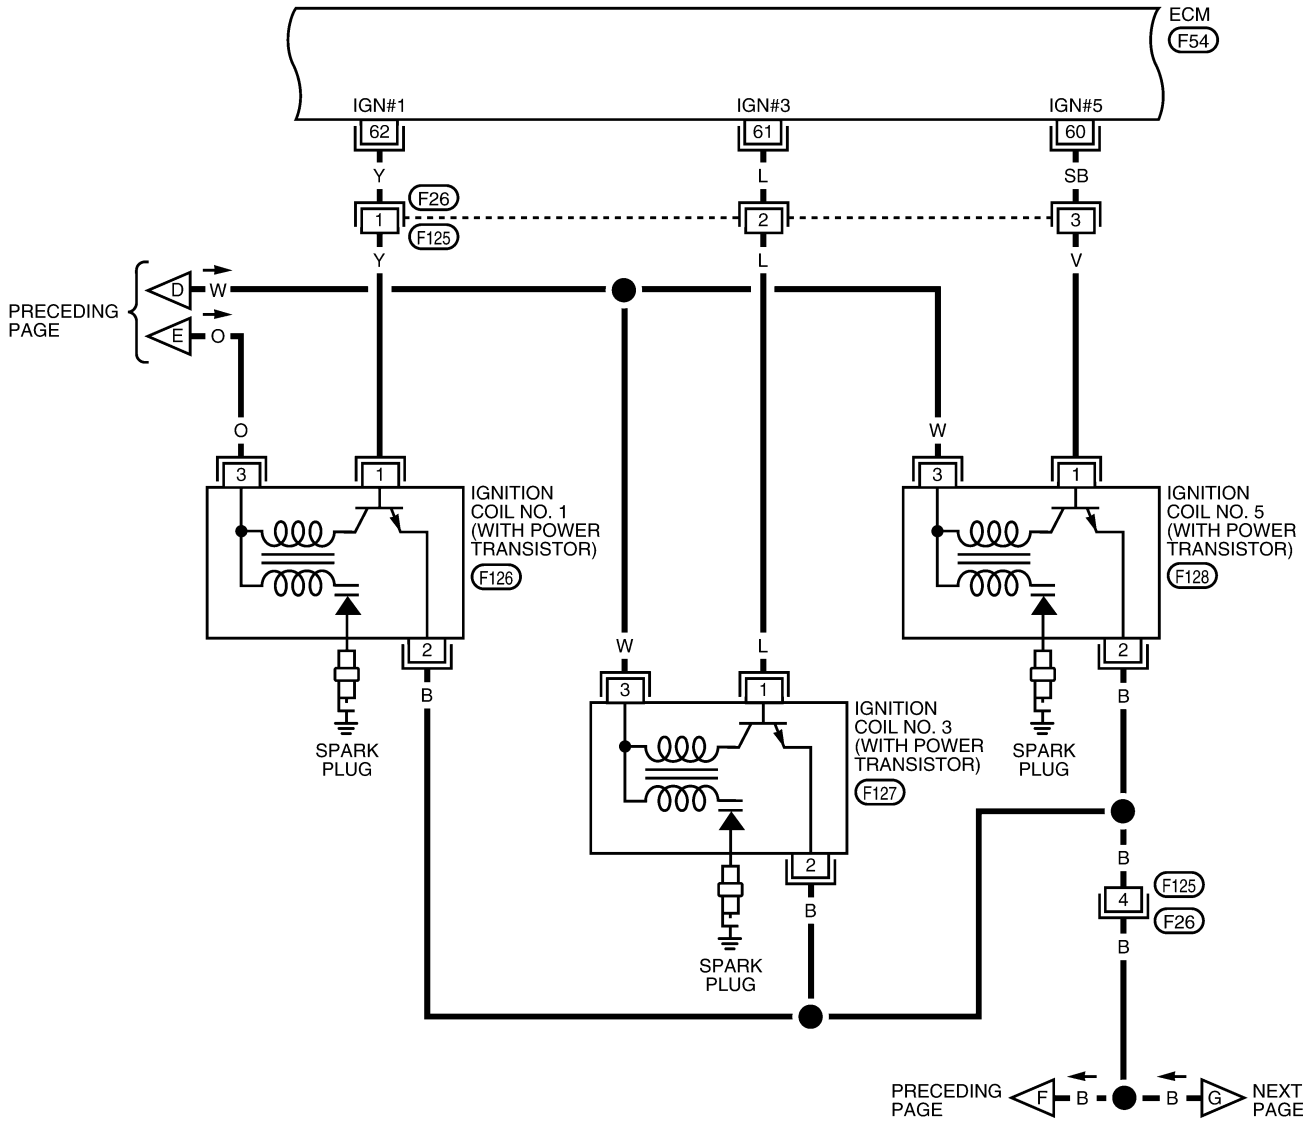 ECM
F54
IGN#1
IGN#3
IGN#5
62
61
60
Y
L
SB
F26
1
2
3
F125
Y
L
V
D
W
PRECEDING
PAGE
E
O
O
W
3
1
3
1
IGNITION
COIL NO. 1
(WITH POWER
TRANSISTOR)
F126
IGNITION
COIL NO. 5
(WITH POWER
TRANSISTOR)
F128
W
L
2
2
B
B
3
1
SPARK
PLUG
IGNITION
COIL NO. 3
(WITH POWER
TRANSISTOR)
F127
SPARK
PLUG
2
B
B
F125
4
F26
B
SPARK
PLUG
PRECEDING
PAGE
F
B
B
G
NEXT
PAGE